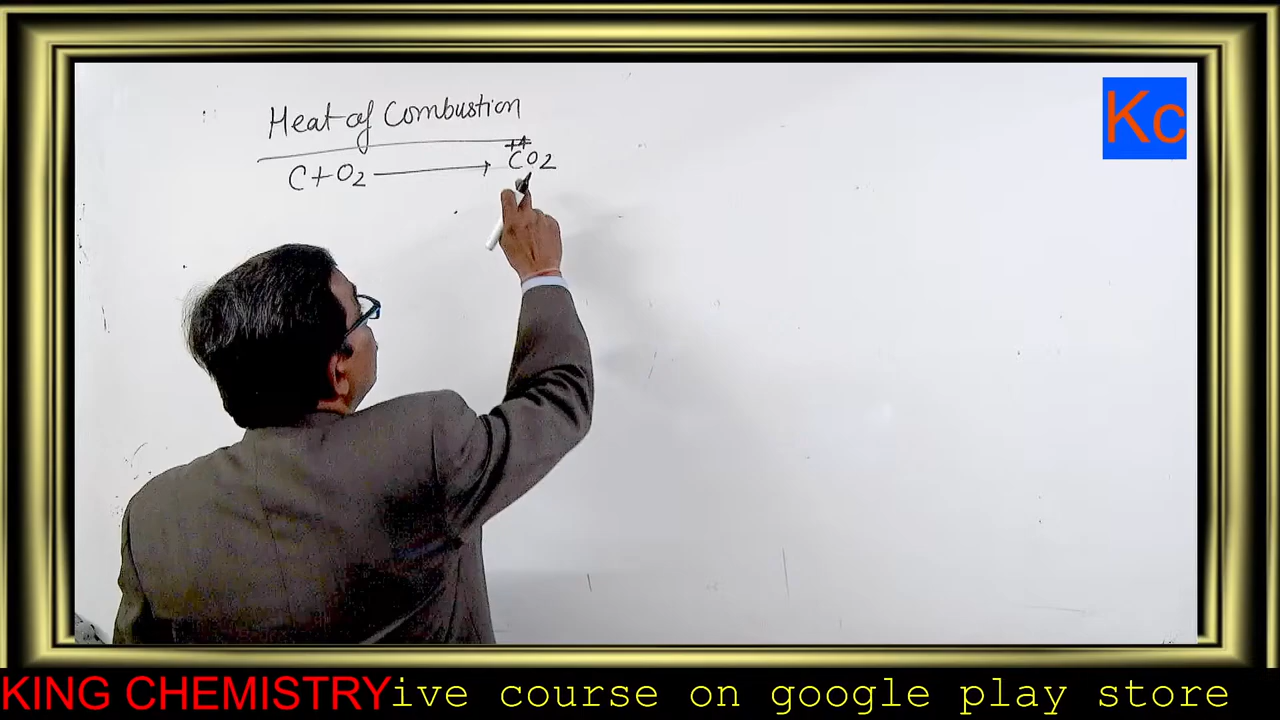 Heat of Combustion
C + O2 ⟶ CO2
++
Kc
KING CHEMISTRYive course on google play store